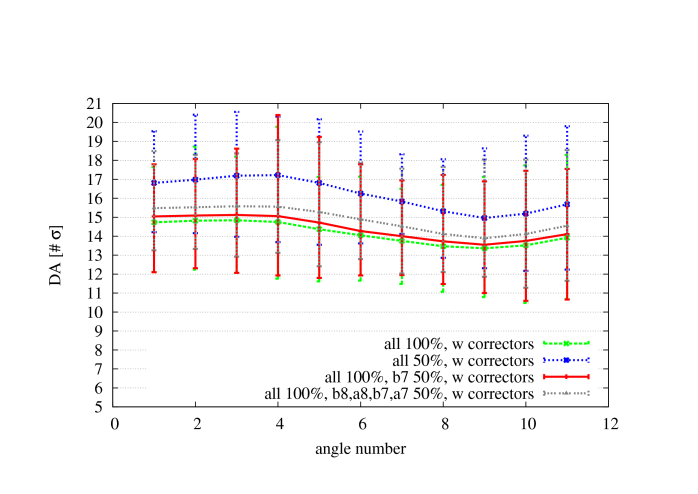 21
20
19
18
17
16
15
14
13
12
11
10
9
8
7
6
5
DA [# σ]
all 100%, w correctors
all 50%, w correctors
all 100%, b7 50%, w correctors
all 100%, b8,a8,b7,a7 50%, w correctors
0 2 4 6 8 10 12
angle number